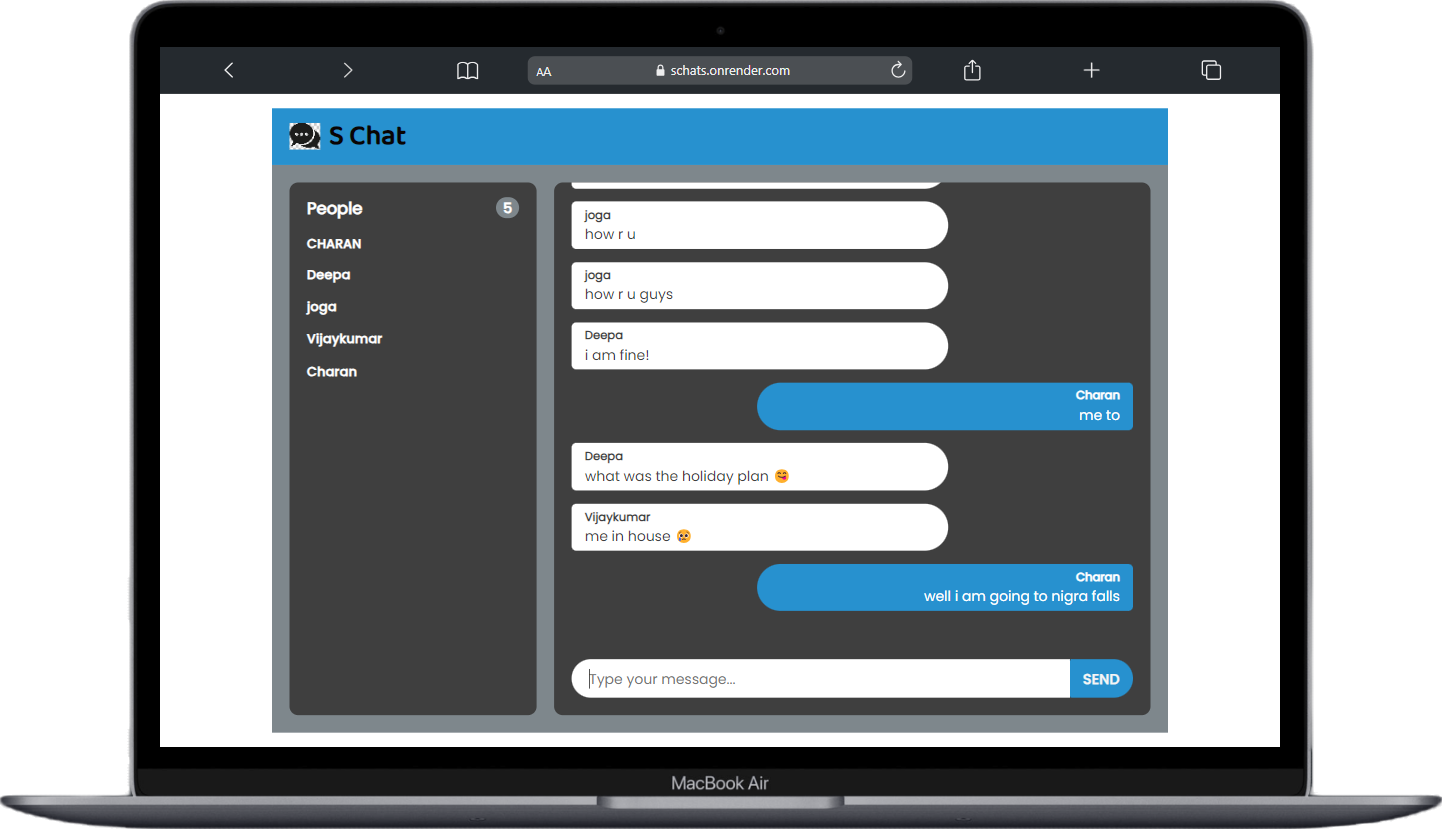 AA
schats.onrender.com
S Chat
People 5
CHARAN
Deepa
joga
Vijaykumar
Charan
joga
how r u
joga
how r u guys
Deepa
i am fine!
Charan
me to
Deepa
what was the holiday plan 😋
Vijaykumar
me in house 😢
Charan
well i am going to nigra falls
Type your message...
SEND
MacBook Air